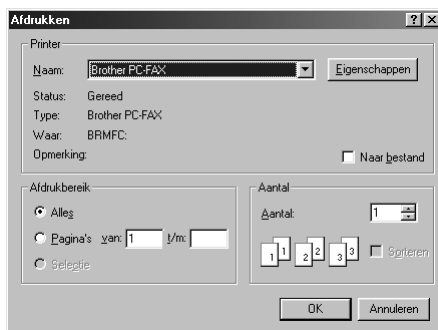 Afdrukken
Printer
Naam: Brother PC-FAX Eigenschappen
Status: Gereed
Type: Brother PC-FAX
Waar: BRMFC:
Opmerking: Naar bestand
Afdrukbereik
Alles
Pagina's van: 1 t/m:
Selectie
Aantal
Aantal: 1
1 1 2 2 3 3 Sorteren
OK Annuleren